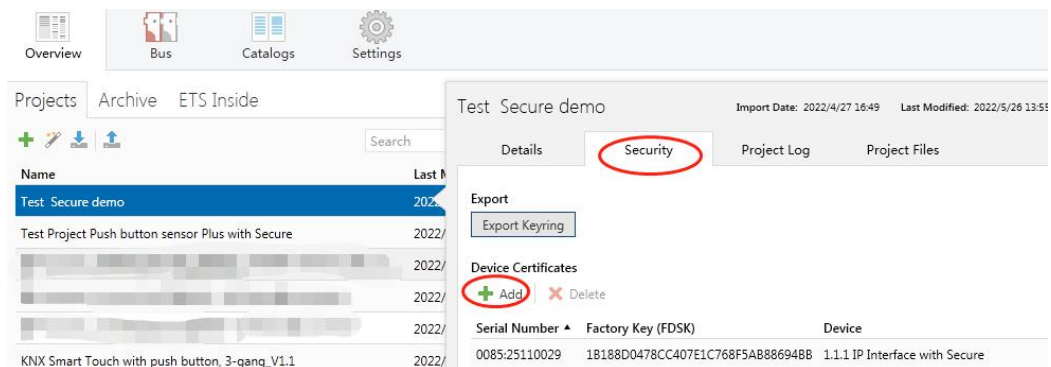 Overview Bus Catalogs Settings
Projects Archive ETS Inside
Search
Name Last M
Test Secure demo 202
Test Project Push button sensor Plus with Secure 2022/
2022/
2022/
2022/
KNX Smart Touch with push button, 3-gang_V1.1 2022/
Test Secure demo Import Date: 2022/4/27 16:49 Last Modified: 2022/5/26 13:55
Details Security Project Log Project Files
Export
Export Keyring
Device Certificates
Add Delete
Serial Number Factory Key (FDSK) Device
0085:25110029 1B188D0478CC407E1C768F5AB88694BB 1.1.1 IP Interface with Secure